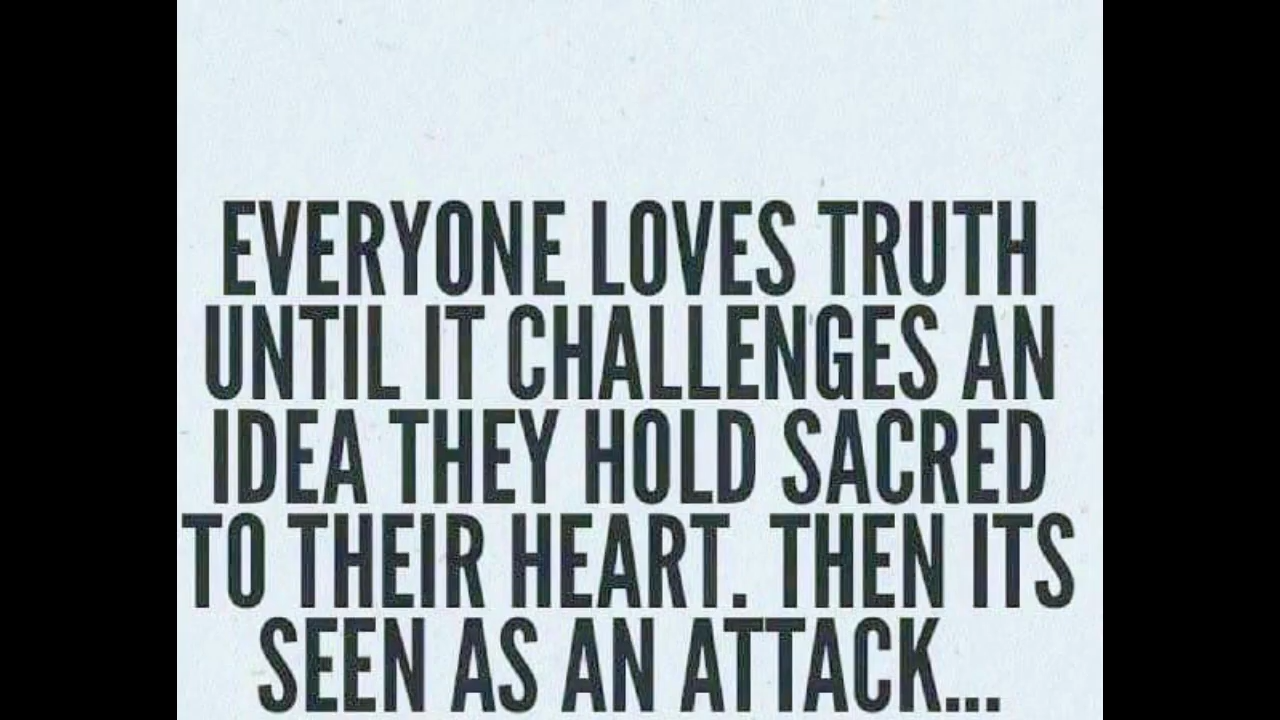 EVERYONE LOVES TRUTH
UNTIL IT CHALLENGES AN
IDEA THEY HOLD SACRED
TO THEIR HEART. THEN ITS
SEEN AS AN ATTACK...